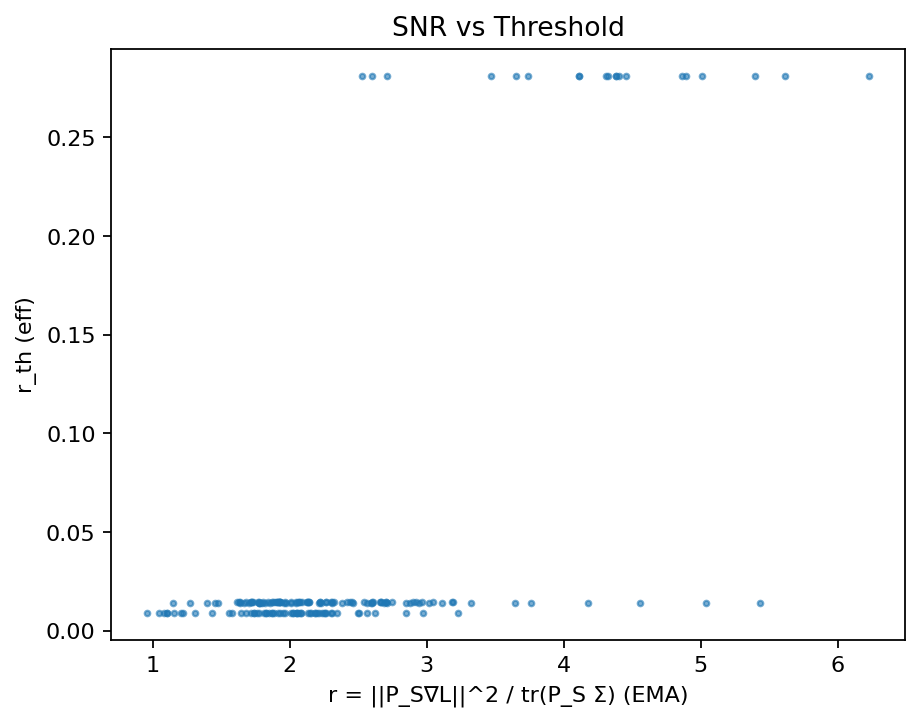 SNR vs Threshold
r_th (eff)
0.25
0.20
0.15
0.10
0.05
0.00
1 2 3 4 5 6
r = ||P_S∇L||^2 / tr(P_S Σ) (EMA)